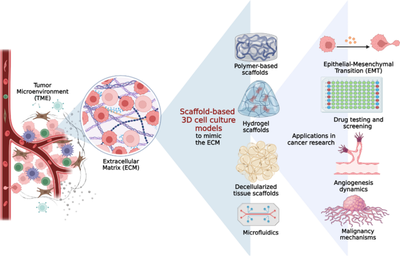 Tumor
Microenvironment
(TME)
Extracellular
Matrix (ECM)
Scaffold-based
3D cell culture
models
to mimic
the ECM
Polymer-based
scaffolds
Hydrogel
scaffolds
Decellularized
tissue scaffolds
Microfluidics
Applications in
cancer research
Epithelial-Mesenchymal
Transition (EMT)
Drug testing and
screening
Angiogenesis
dynamics
Malignancy
mechanisms